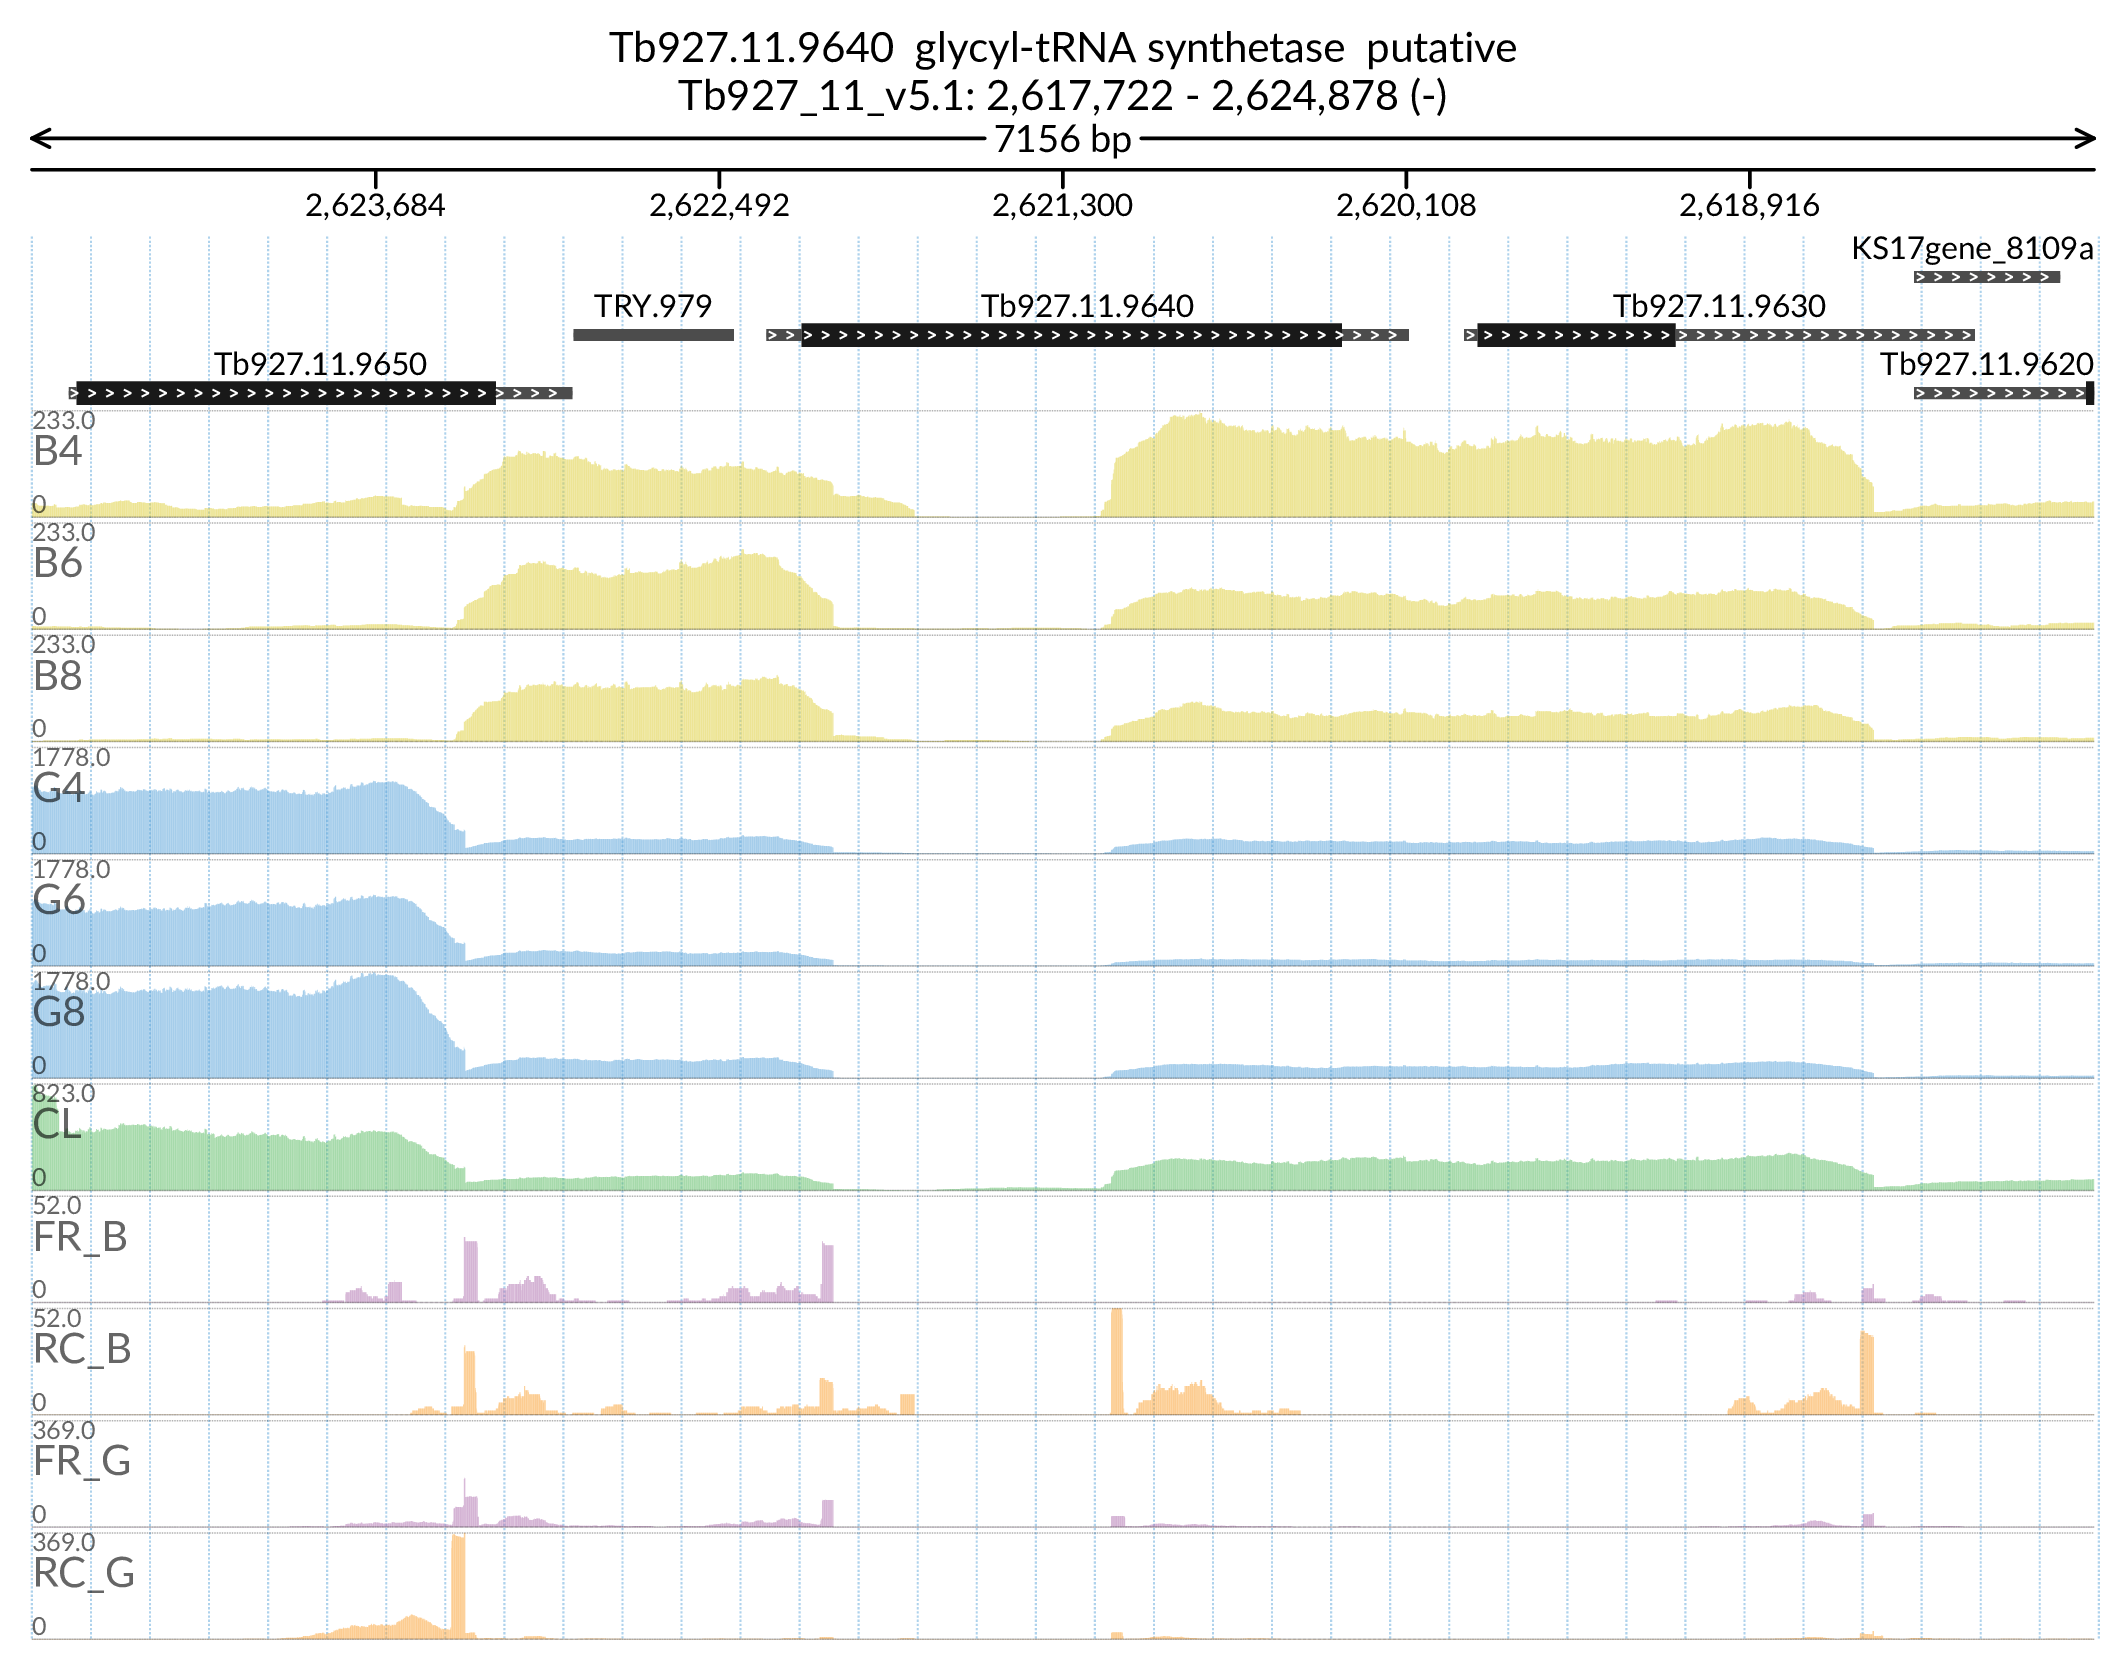 Tb927.11.9640  glycyl-tRNA synthetase  putative
Tb927_11_v5.1: 2,617,722 - 2,624,878 (-)
7156 bp
2,623,684 2,622,492 2,621,300 2,620,108 2,618,916
KS17gene_8109a
TRY.979 Tb927.11.9640 Tb927.11.9630
Tb927.11.9650 Tb927.11.9620
233.0
B4
0
233.0
B6
0
233.0
B8
0
1778.0
G4
0
1778.0
G6
0
1778.0
G8
0
823.0
CL
0
52.0
FR_B
0
52.0
RC_B
0
369.0
FR_G
0
369.0
RC_G
0